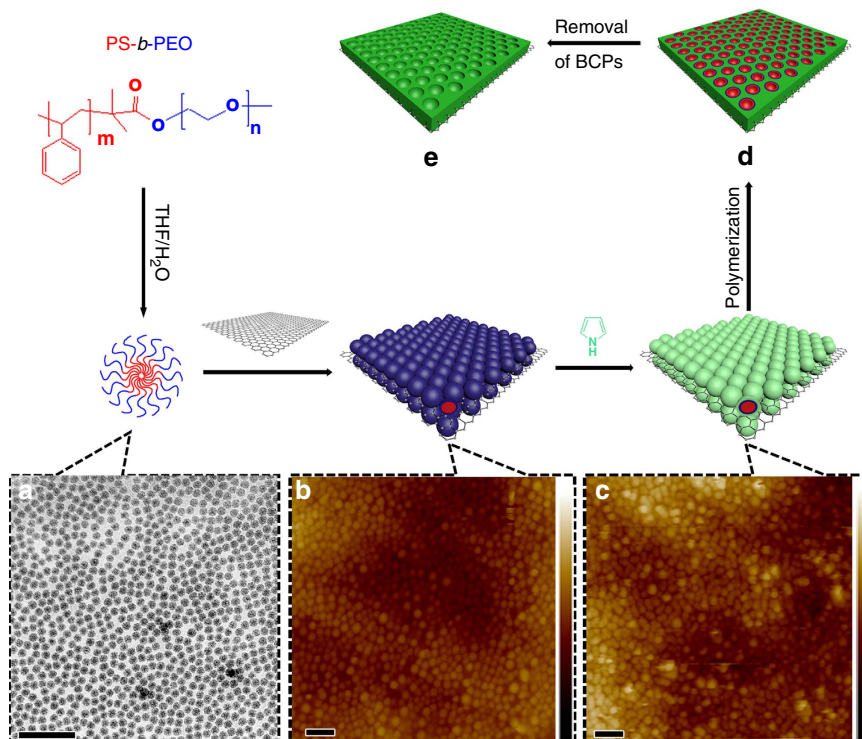 PS-b-PEO
O
O
O
m
n
THF/H2O
e
Removal
of BCPs
d
Polymerization
N
H
a
b
c